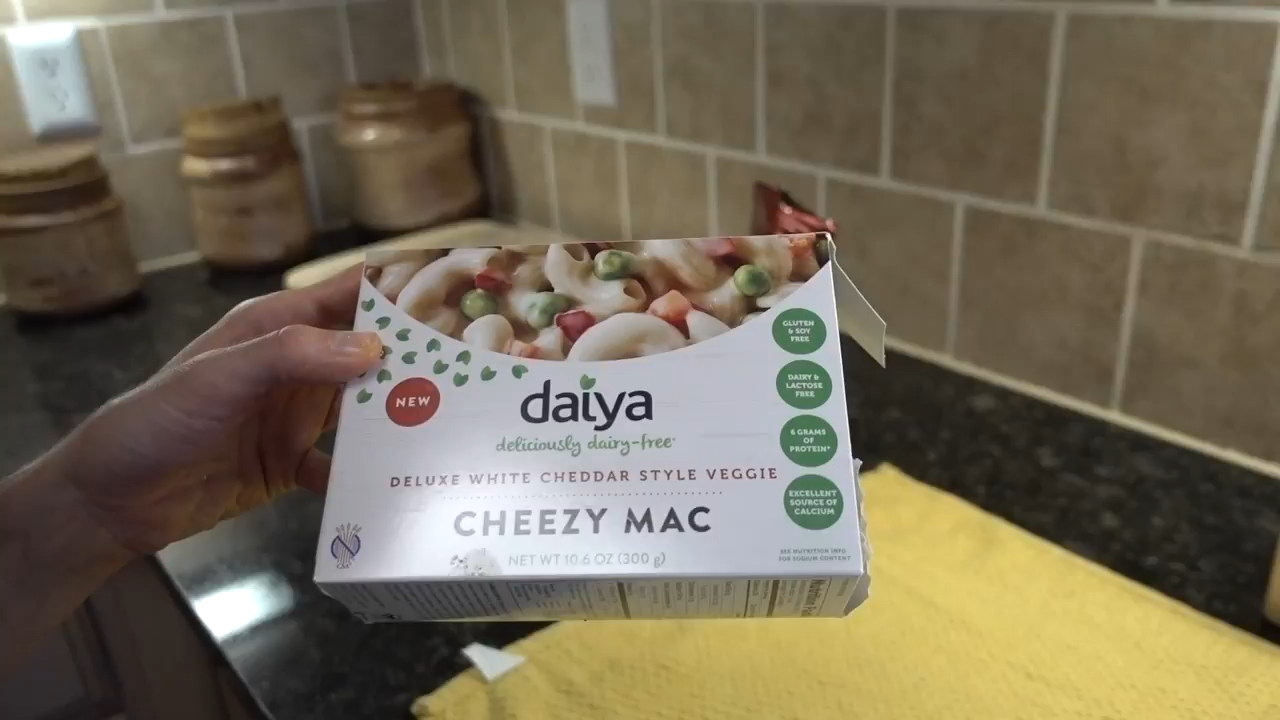 GLUTEN
& SOY
FREE
DAIRY &
LACTOSE
FREE
NEW
daiya
deliciously dairy-free
6 GRAMS
OF
PROTEIN*
DELUXE WHITE CHEDDAR STYLE VEGGIE
EXCELLENT
SOURCE OF
CALCIUM
CHEEZY MAC
NET WT 10.6 OZ (300 g)
SEE NUTRITION INFO
FOR SODIUM CONTENT